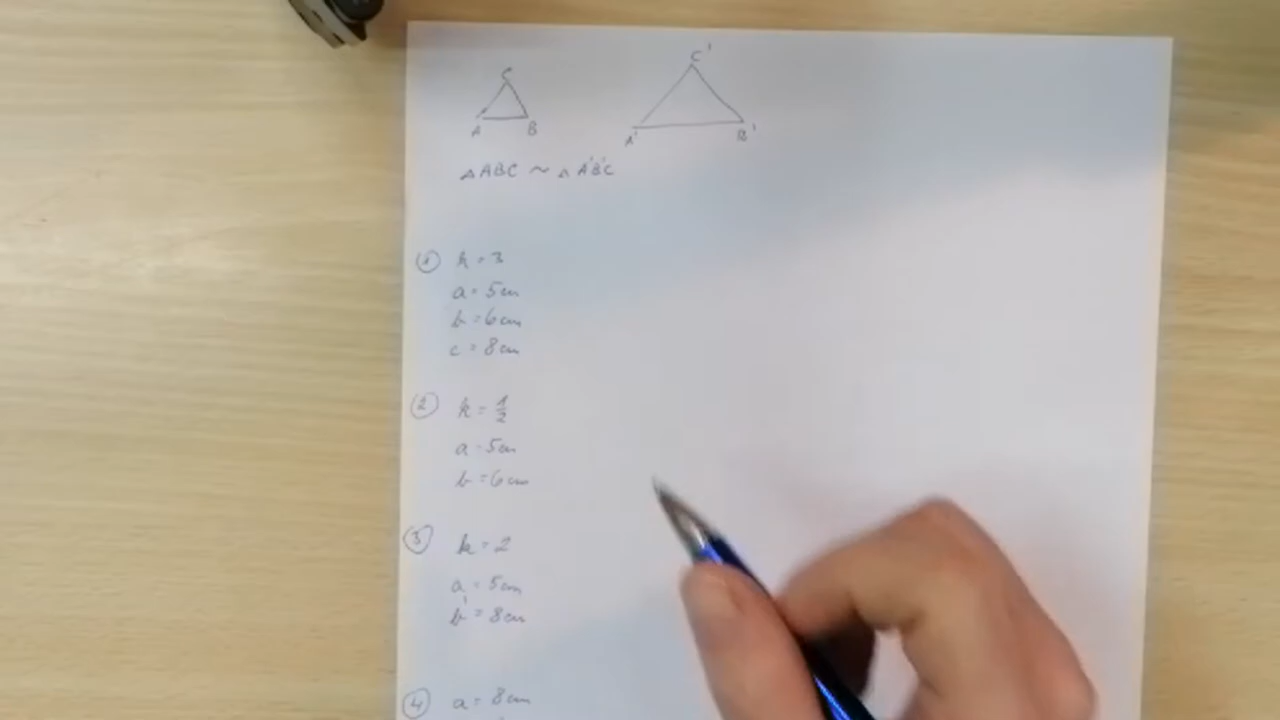 C
A B
C'
A' B'
△ABC ~ △A'B'C
① k = 3
a = 5cm
b = 6cm
c = 8cm
② k = 1/2
a = 5cm
b = 6cm
③ k = 2
a = 5cm
b' = 8cm
④ a = 8cm